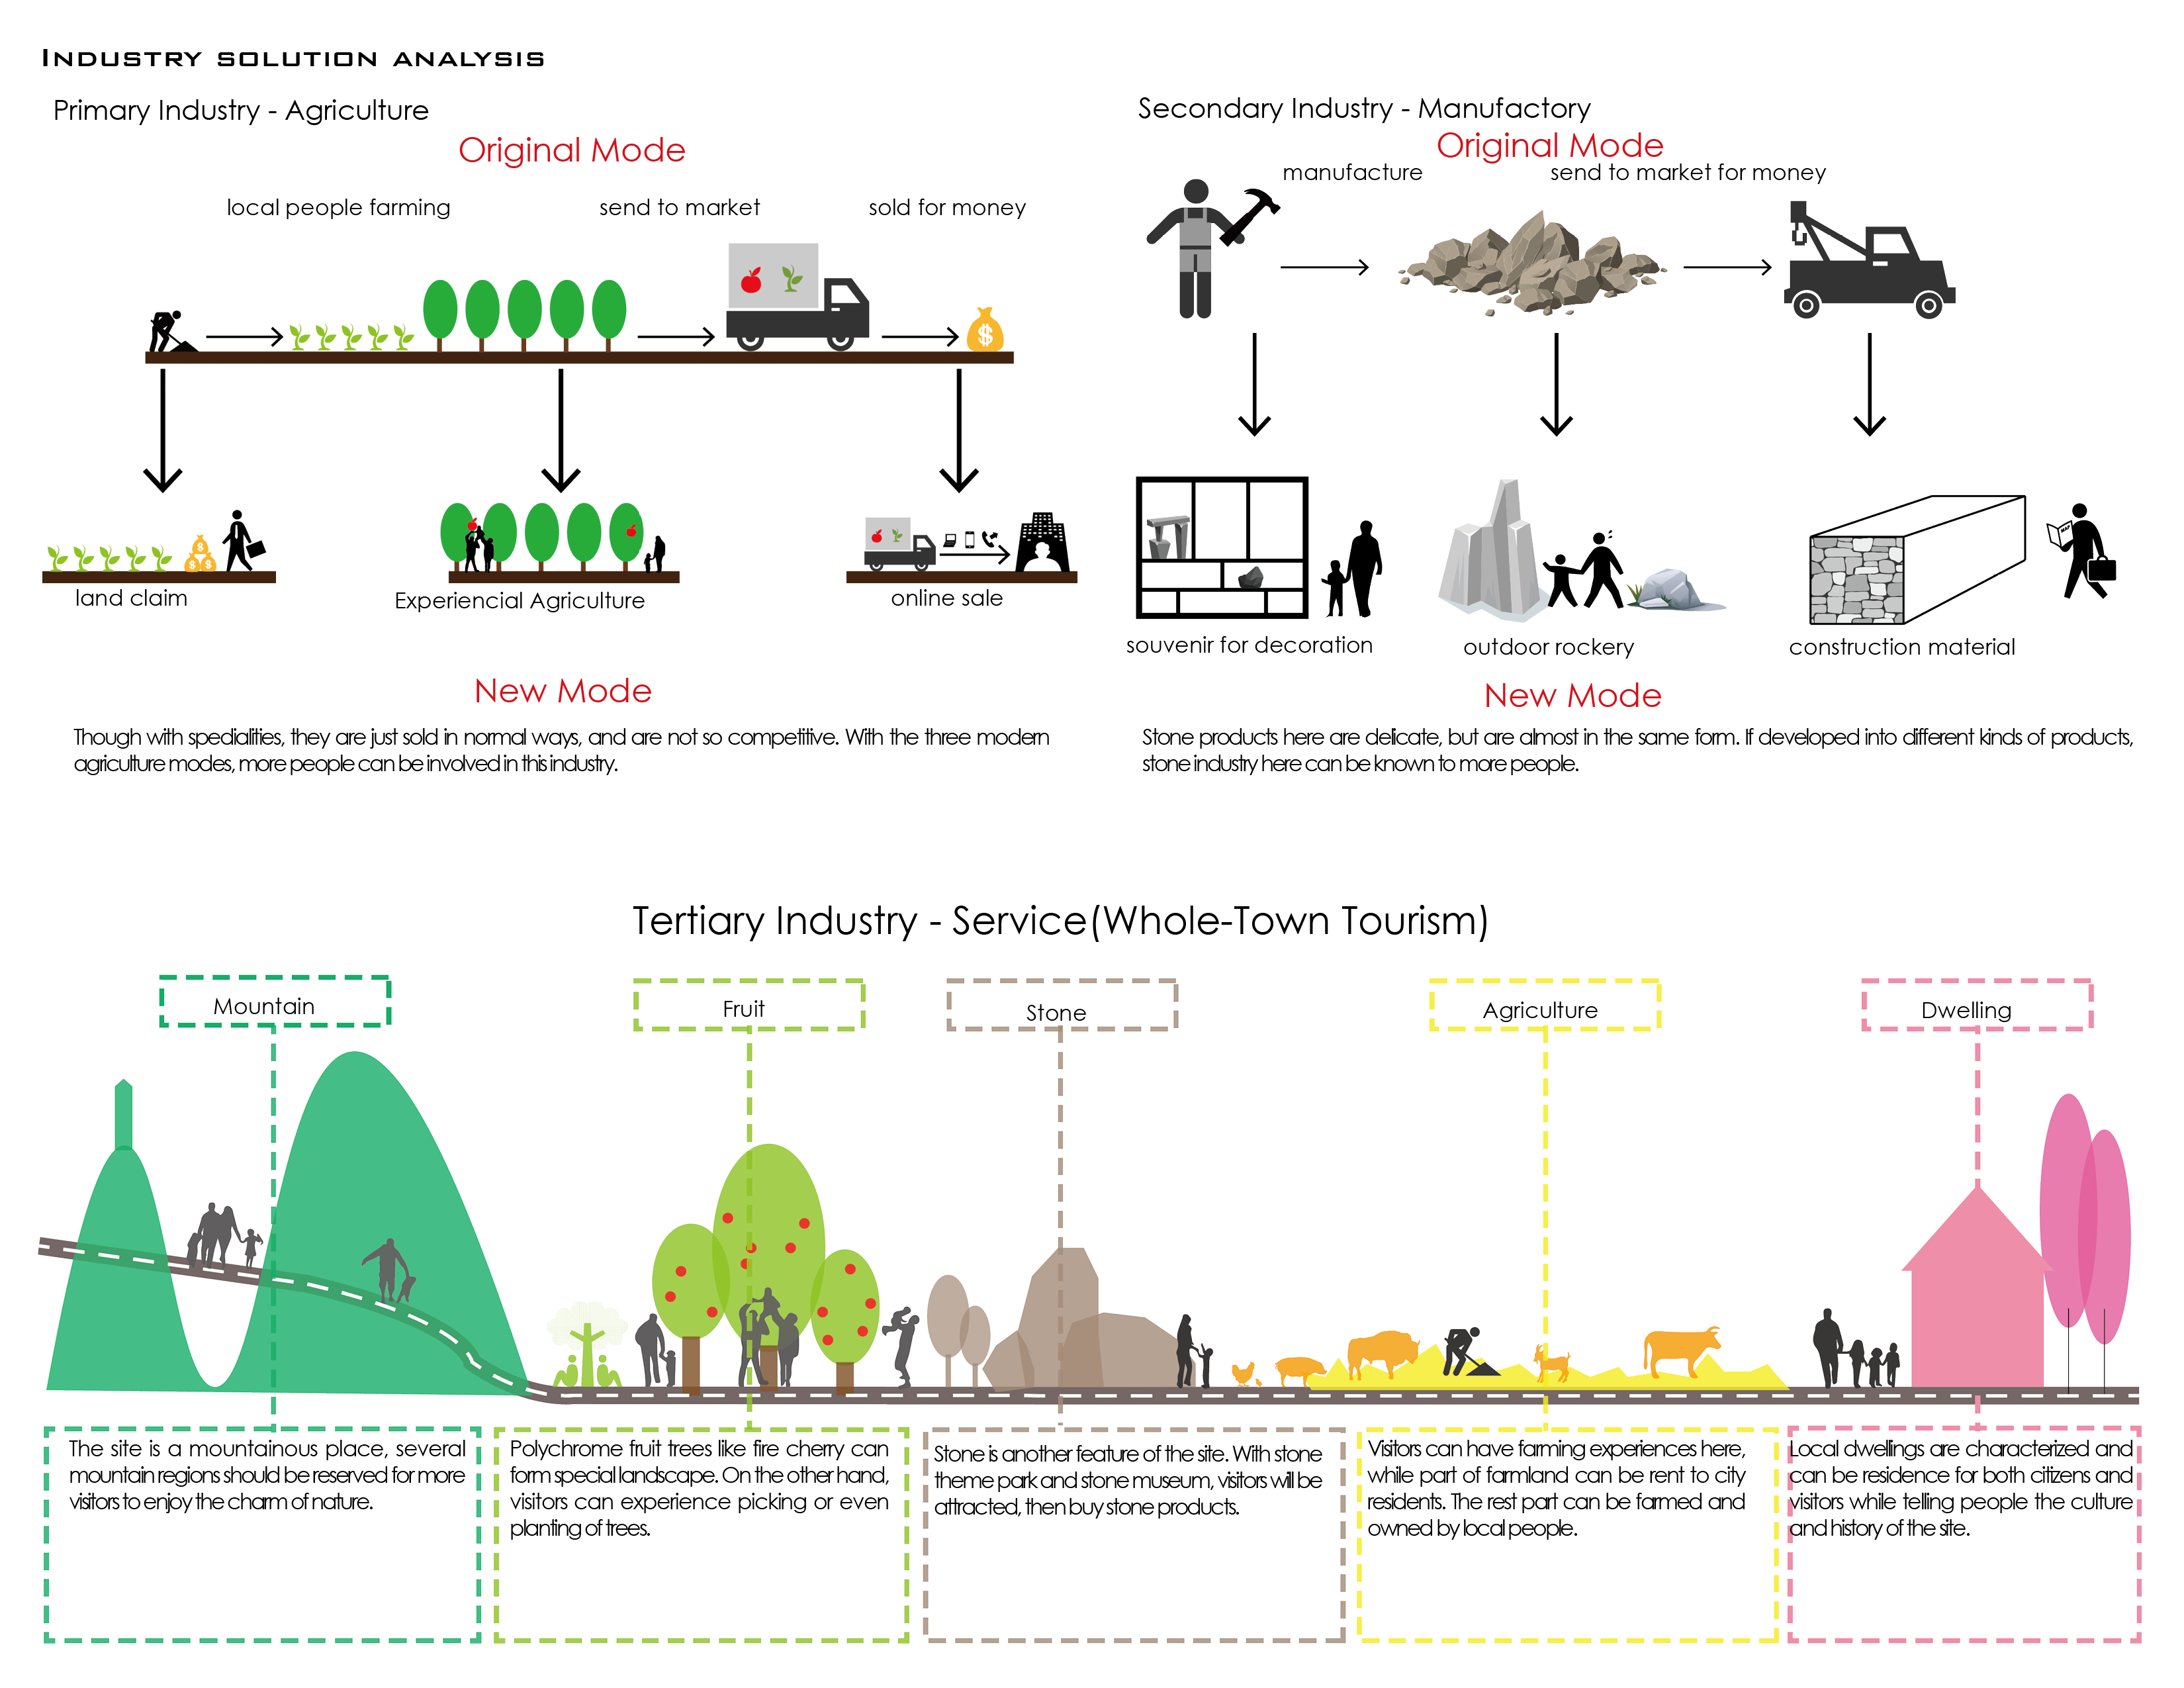 INDUSTRY SOLUTION ANALYSIS
Primary Industry - Agriculture
Original Mode
local people farming
send to market
sold for money
$
$
$ $
land claim
Experiencial Agriculture
online sale
New Mode
Though with specialities, they are just sold in normal ways, and are not so competitive. With the three modern
agriculture modes, more people can be involved in this industry.
Secondary Industry - Manufactory
Original Mode
manufacture
send to market for money
MAP
souvenir for decoration
outdoor rockery
construction material
New Mode
Stone products here are delicate, but are almost in the same form. If developed into different kinds of products,
stone industry here can be known to more people.
Tertiary Industry - Service(Whole-Town Tourism)
Mountain
Fruit
Stone
Agriculture
Dwelling
The site is a mountainous place, several
mountain regions should be reserved for more
visitors to enjoy the charm of nature.
Polychrome fruit trees like fire cherry can
form special landscape. On the other hand,
visitors can experience picking or even
planting of trees.
Stone is another feature of the site. With stone
theme park and stone museum, visitors will be
attracted, then buy stone products.
Visitors can have farming experiences here,
while part of farmland can be rent to city
residents. The rest part can be farmed and
owned by local people.
Local dwellings are characterized and
can be residence for both citizens and
visitors while telling people the culture
and history of the site.